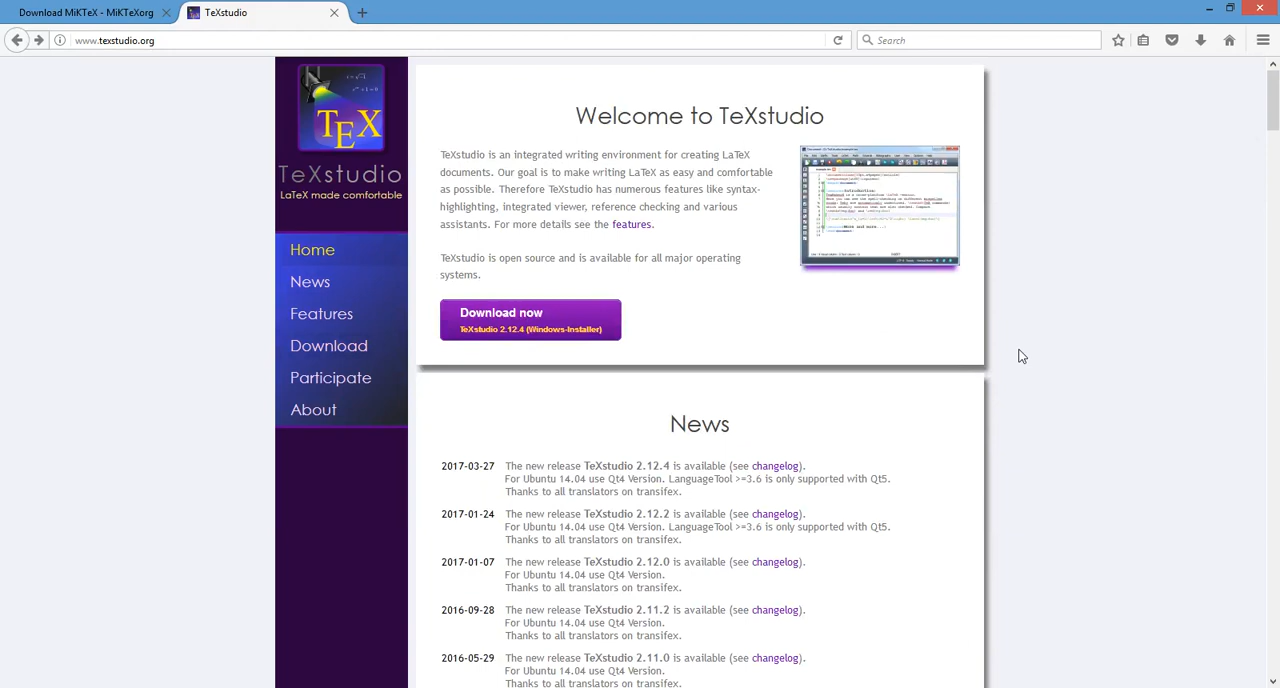 Download MiKTeX - MiKTeXorg
TeXstudio
www.texstudio.org
Search
TEX
TeXstudio
LaTeX made comfortable
Home
News
Features
Download
Participate
About
Welcome to TeXstudio
TeXstudio is an integrated writing environment for creating LaTeX
documents. Our goal is to make writing LaTeX as easy and comfortable
as possible. Therefore TeXstudio has numerous features like syntax-
highlighting, integrated viewer, reference checking and various
assistants. For more details see the features.
TeXstudio is open source and is available for all major operating
systems.
Download now
TeXstudio 2.12.4 (Windows-Installer)
News
2017-03-27 The new release TeXstudio 2.12.4 is available (see changelog).
For Ubuntu 14.04 use Qt4 Version. LanguageTool >=3.6 is only supported with Qt5.
Thanks to all translators on transifex.
2017-01-24 The new release TeXstudio 2.12.2 is available (see changelog).
For Ubuntu 14.04 use Qt4 Version. LanguageTool >=3.6 is only supported with Qt5.
Thanks to all translators on transifex.
2017-01-07 The new release TeXstudio 2.12.0 is available (see changelog).
For Ubuntu 14.04 use Qt4 Version.
Thanks to all translators on transifex.
2016-09-28 The new release TeXstudio 2.11.2 is available (see changelog).
For Ubuntu 14.04 use Qt4 Version.
Thanks to all translators on transifex.
2016-05-29 The new release TeXstudio 2.11.0 is available (see changelog).
For Ubuntu 14.04 use Qt4 Version.
Thanks to all translators on transifex.